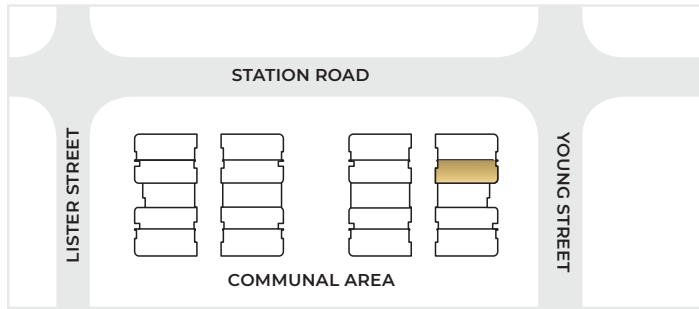 STATION ROAD
LISTER STREET
YOUNG STREET
COMMUNAL AREA